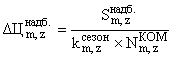 ΔЦ надб. m, z = S надб. m, z / k сезон m, z × N КОМ m, z